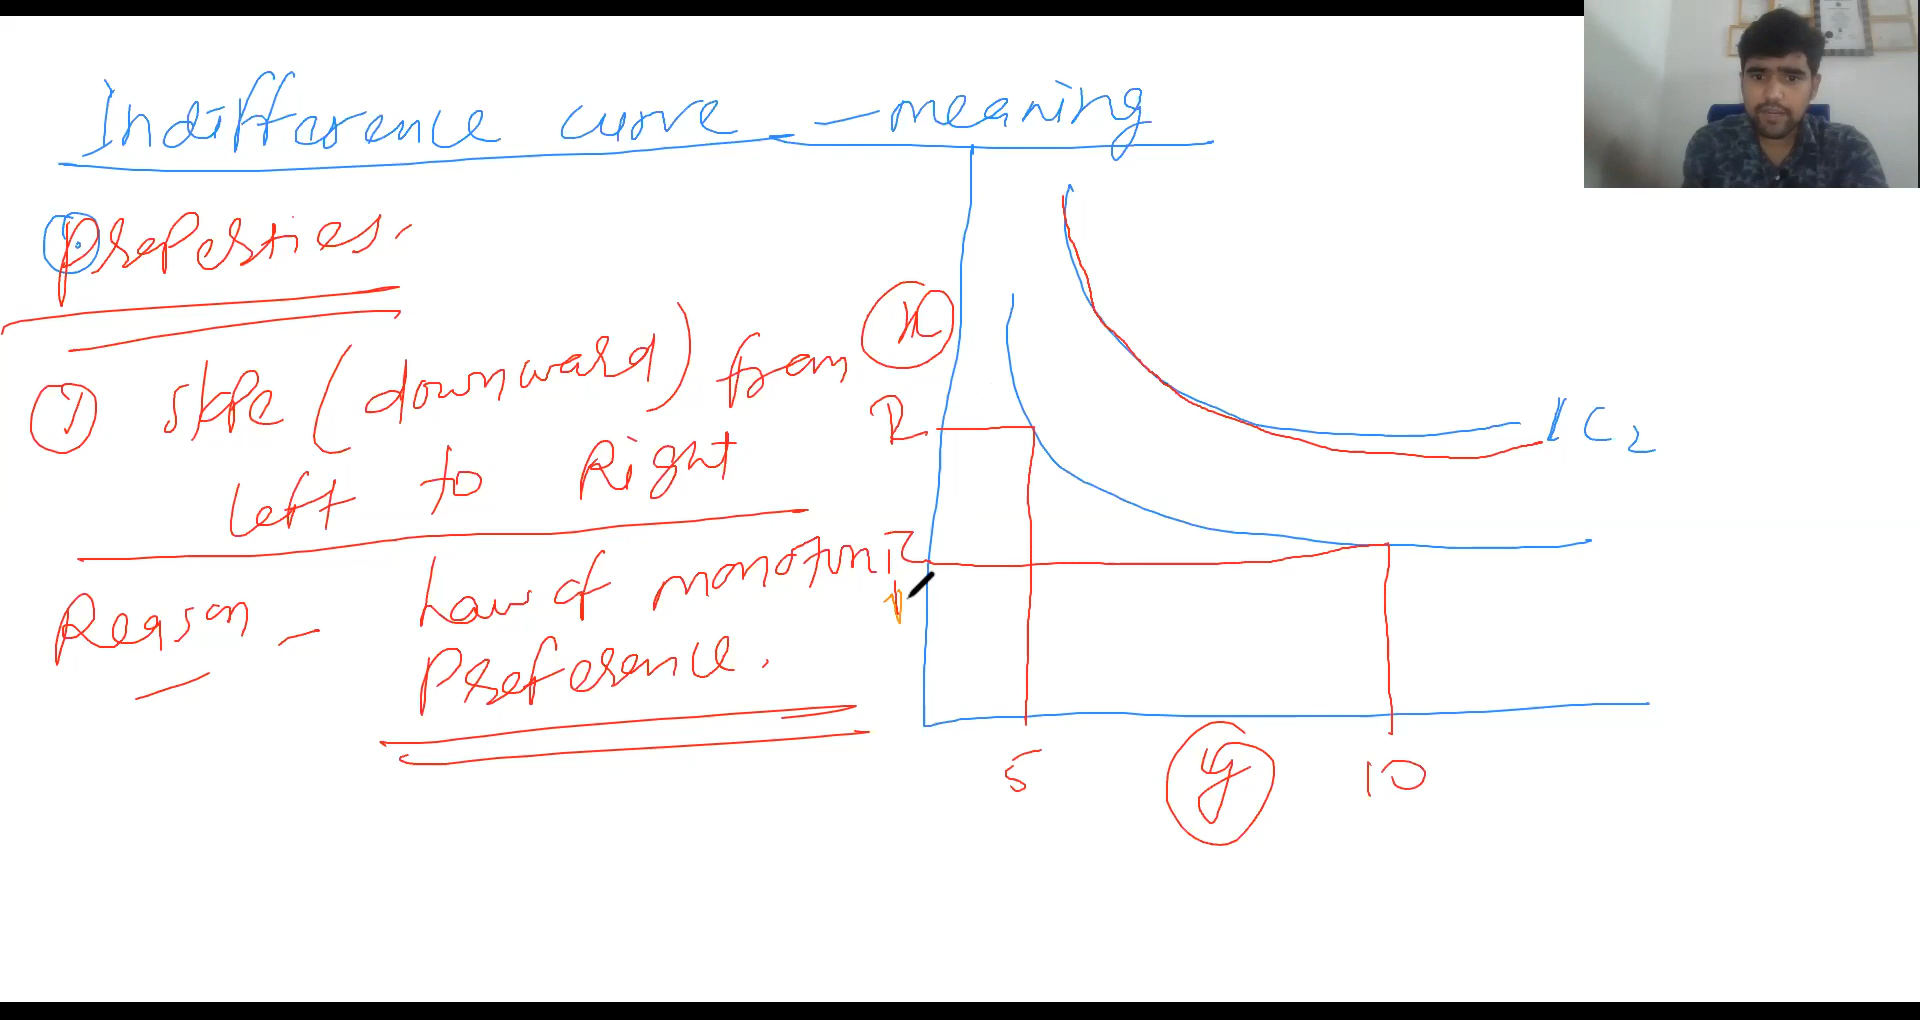 Indifference curve - meaning
Properties.
① slope (downward) from
left to Right
Reason - Law of monotonic
Preference.
x
IC2
5
y
10